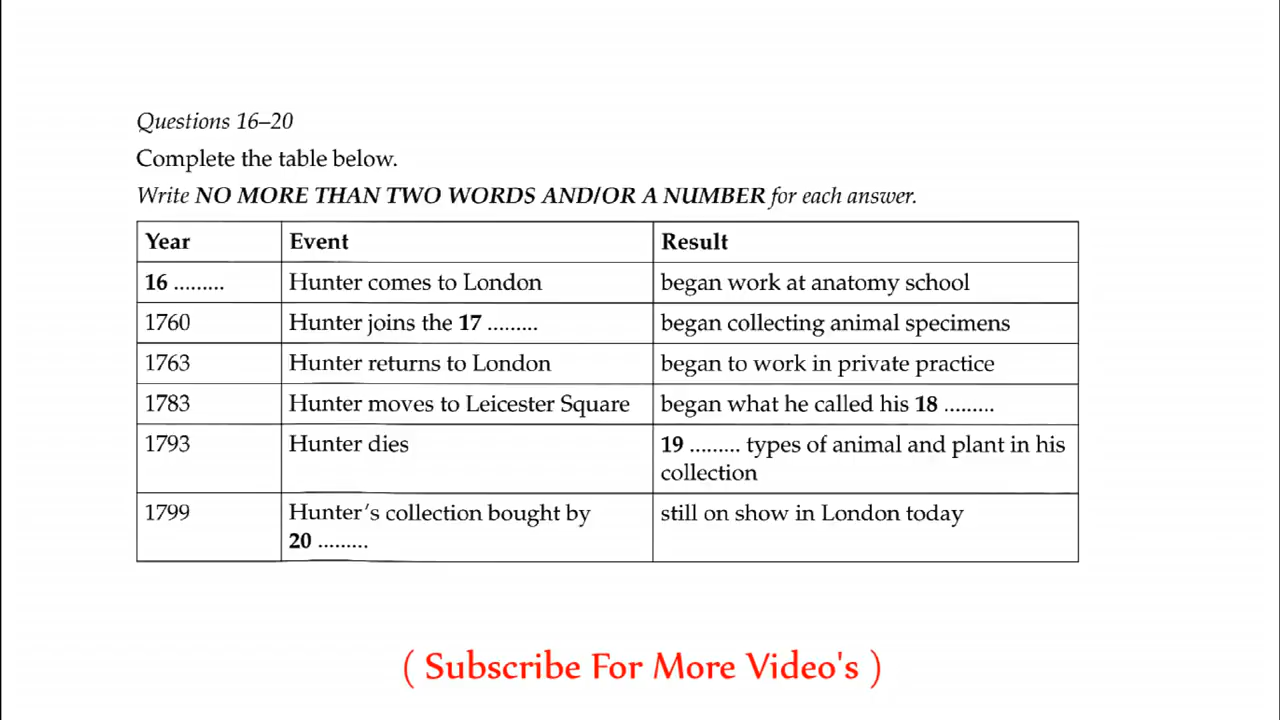 Questions 16–20
Complete the table below.
Write NO MORE THAN TWO WORDS AND/OR A NUMBER for each answer.
Year Event Result
16 ......... Hunter comes to London began work at anatomy school
1760 Hunter joins the 17 ......... began collecting animal specimens
1763 Hunter returns to London began to work in private practice
1783 Hunter moves to Leicester Square began what he called his 18 .........
1793 Hunter dies 19 ......... types of animal and plant in his
collection
1799 Hunter's collection bought by still on show in London today
20 .........
( Subscribe For More Video's )